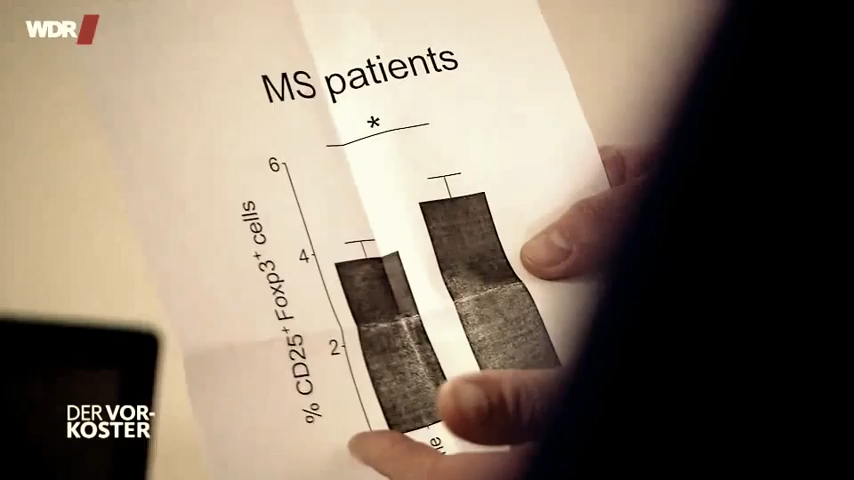 WDR
MS patients
*
6
4
2
% CD25⁺ Foxp3⁺ cells
DER VOR-
KOSTER